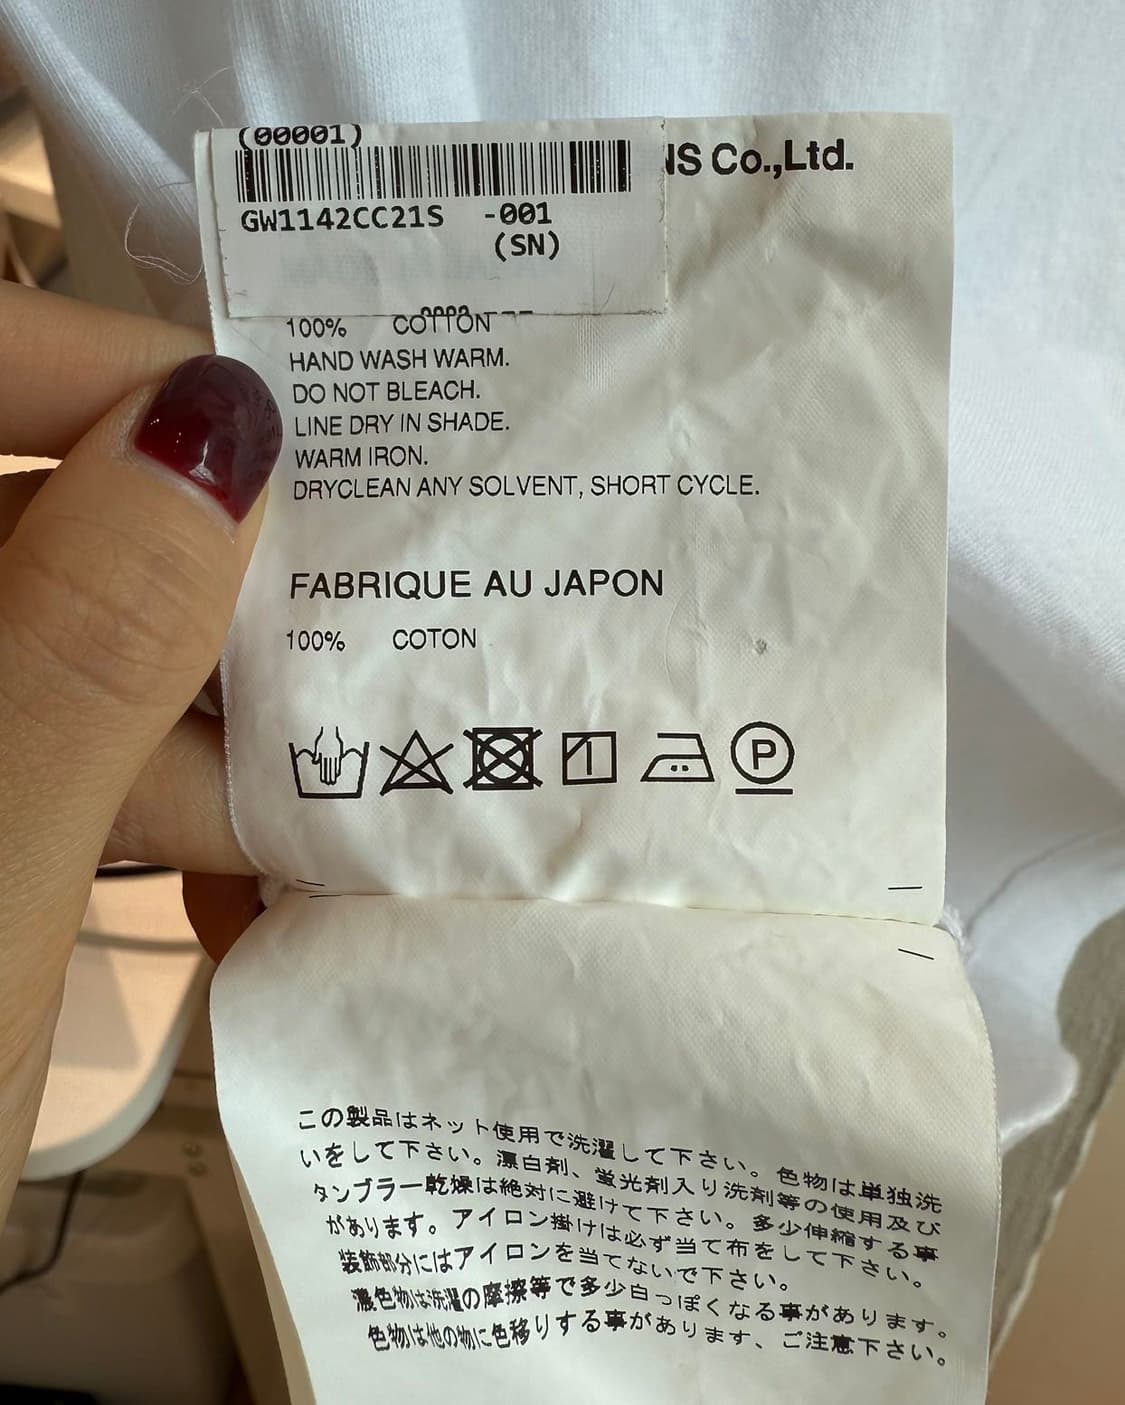 (00001)
GW1142CC21S -001
(SN)
NS Co.,Ltd.
100% COTTON
HAND WASH WARM.
DO NOT BLEACH.
LINE DRY IN SHADE.
WARM IRON.
DRYCLEAN ANY SOLVENT, SHORT CYCLE.
FABRIQUE AU JAPON
100% COTON
P
この製品はネット使用で洗濯して下さい。色物は単独洗
いをして下さい。漂白剤、蛍光剤入り洗剤等の使用及び
タンブラー乾燥は絶対に避けて下さい。多少伸縮する事
があります。アイロン掛けは必ず当て布をして下さい。
装飾部分にはアイロンを当てないで下さい。
濃色物は洗濯の摩擦等で多少白っぽくなる事があります。
色物は他の物に色移りする事があります、ご注意下さい。